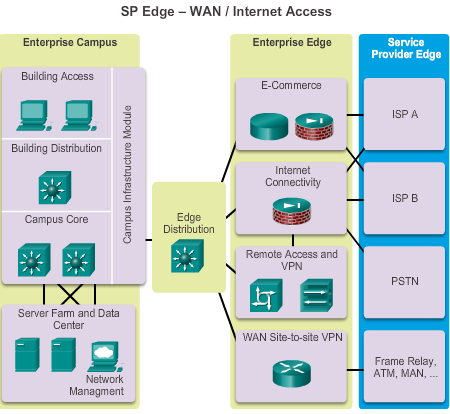 SP Edge – WAN / Internet Access
Enterprise Campus
Building Access
Building Distribution
Campus Core
Campus Infrastructure Module
Server Farm and Data
Center
Network
Managment
Edge
Distribution
Enterprise Edge
E-Commerce
Internet
Connectivity
Remote Access and
VPN
WAN Site-to-site VPN
Service
Provider Edge
ISP A
ISP B
PSTN
Frame Relay,
ATM, MAN, ...